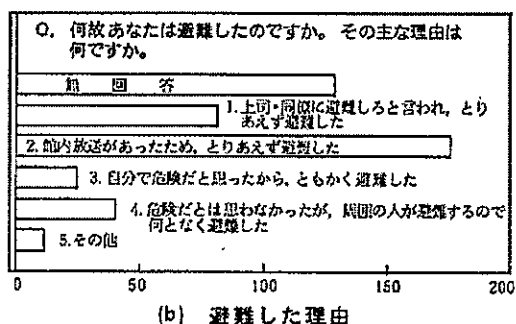 Q. 何故あなたは避難したのですか。その主な理由は
何ですか。
無回答
1. 上司・同僚に避難しろと言われ，とり
あえず避難した
2. 館内放送があったため，とりあえず避難した
3. 自分で危険だと思ったから，ともかく避難した
4. 危険だとは思わなかったが，周囲の人が避難するので
何となく避難した
5. その他
0 50 100 150 200
(b) 避難した理由